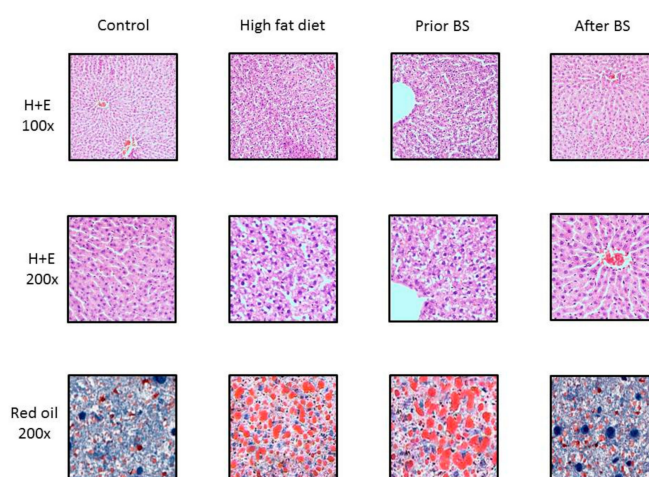 Control High fat diet Prior BS After BS
H+E
100x
H+E
200x
Red oil
200x